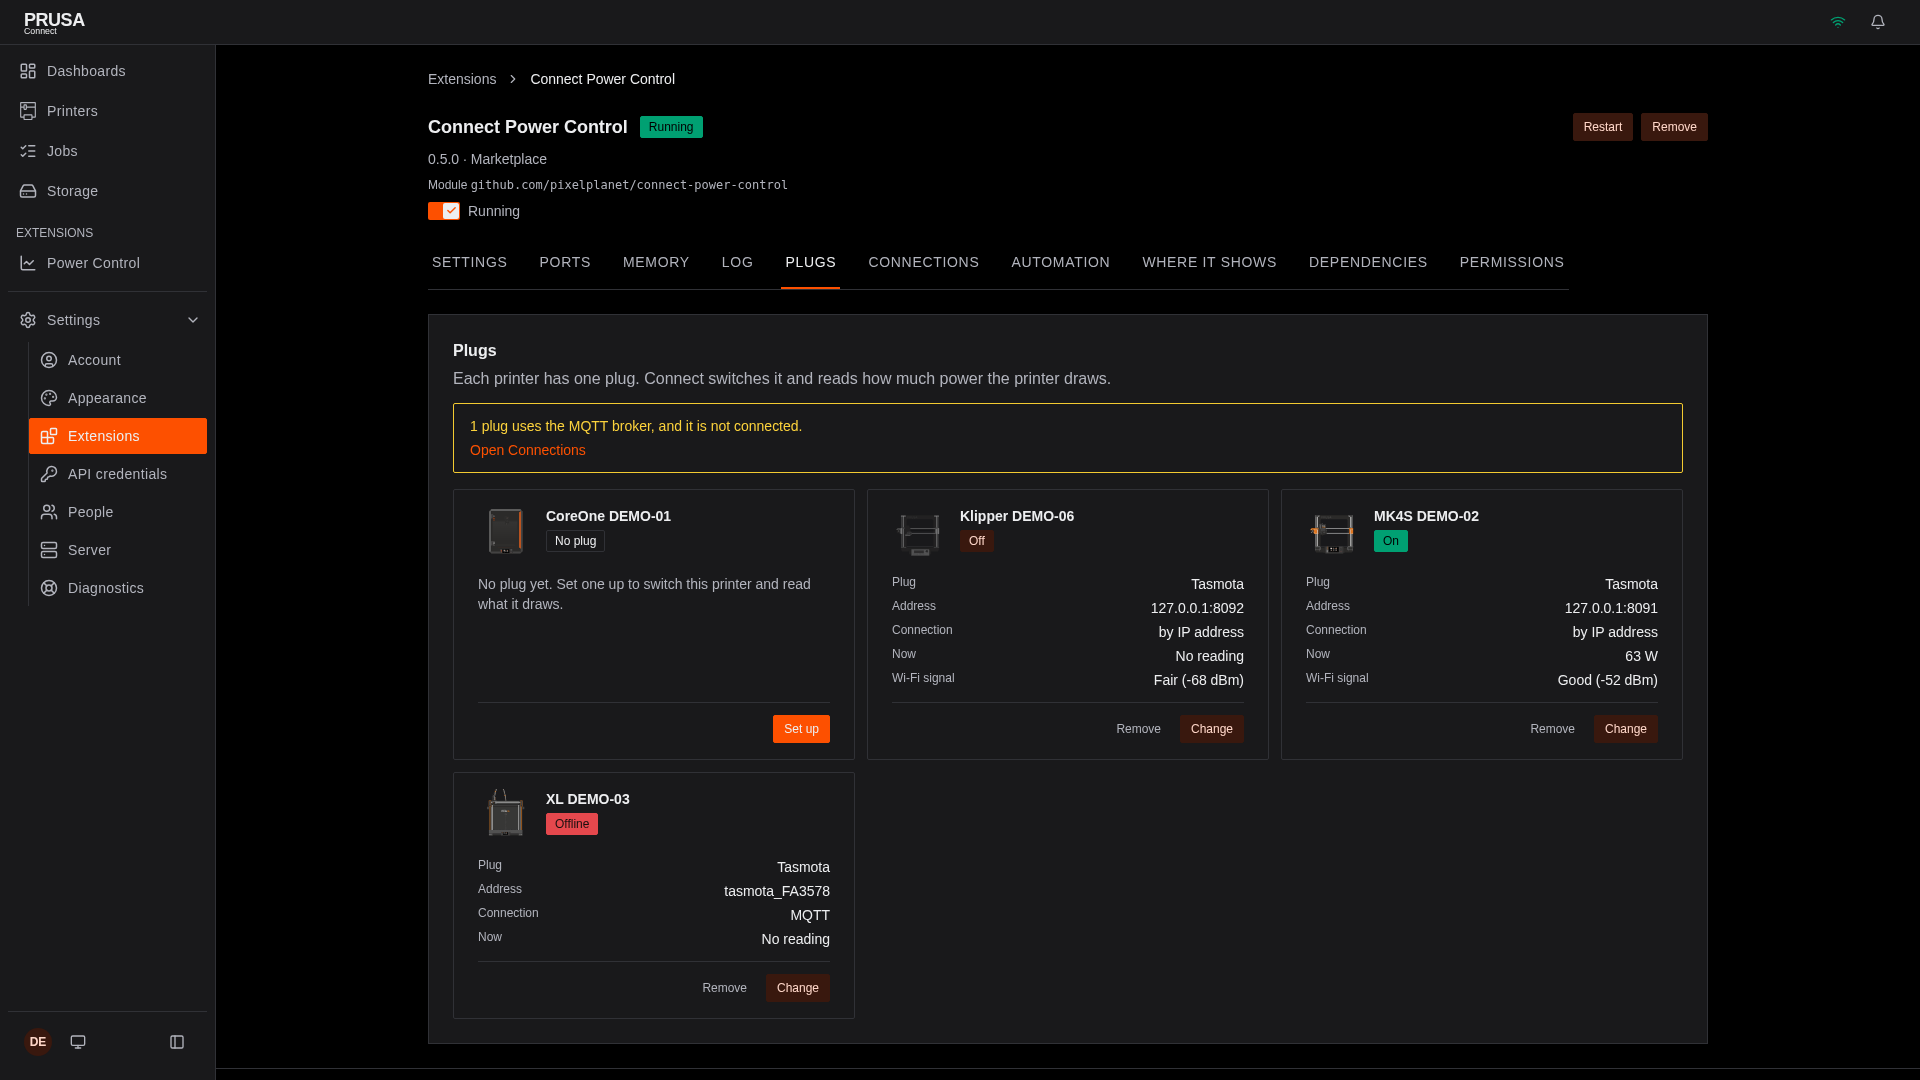 PRUSA
Connect
Dashboards
Printers
Jobs
Storage
EXTENSIONS
Power Control
Settings
Account
Appearance
Extensions
API credentials
People
Server
Diagnostics
DE
Extensions > Connect Power Control
Connect Power Control Running
Restart Remove
0.5.0 · Marketplace
Module github.com/pixelplanet/connect-power-control
Running
SETTINGS PORTS MEMORY LOG PLUGS CONNECTIONS AUTOMATION WHERE IT SHOWS DEPENDENCIES PERMISSIONS
Plugs
Each printer has one plug. Connect switches it and reads how much power the printer draws.
1 plug uses the MQTT broker, and it is not connected.
Open Connections
CoreOne DEMO-01
No plug
No plug yet. Set one up to switch this printer and read
what it draws.
Set up
Klipper DEMO-06
Off
Plug Tasmota
Address 127.0.0.1:8092
Connection by IP address
Now No reading
Wi-Fi signal Fair (-68 dBm)
Remove Change
MK4S DEMO-02
On
Plug Tasmota
Address 127.0.0.1:8091
Connection by IP address
Now 63 W
Wi-Fi signal Good (-52 dBm)
Remove Change
XL DEMO-03
Offline
Plug Tasmota
Address tasmota_FA3578
Connection MQTT
Now No reading
Remove Change